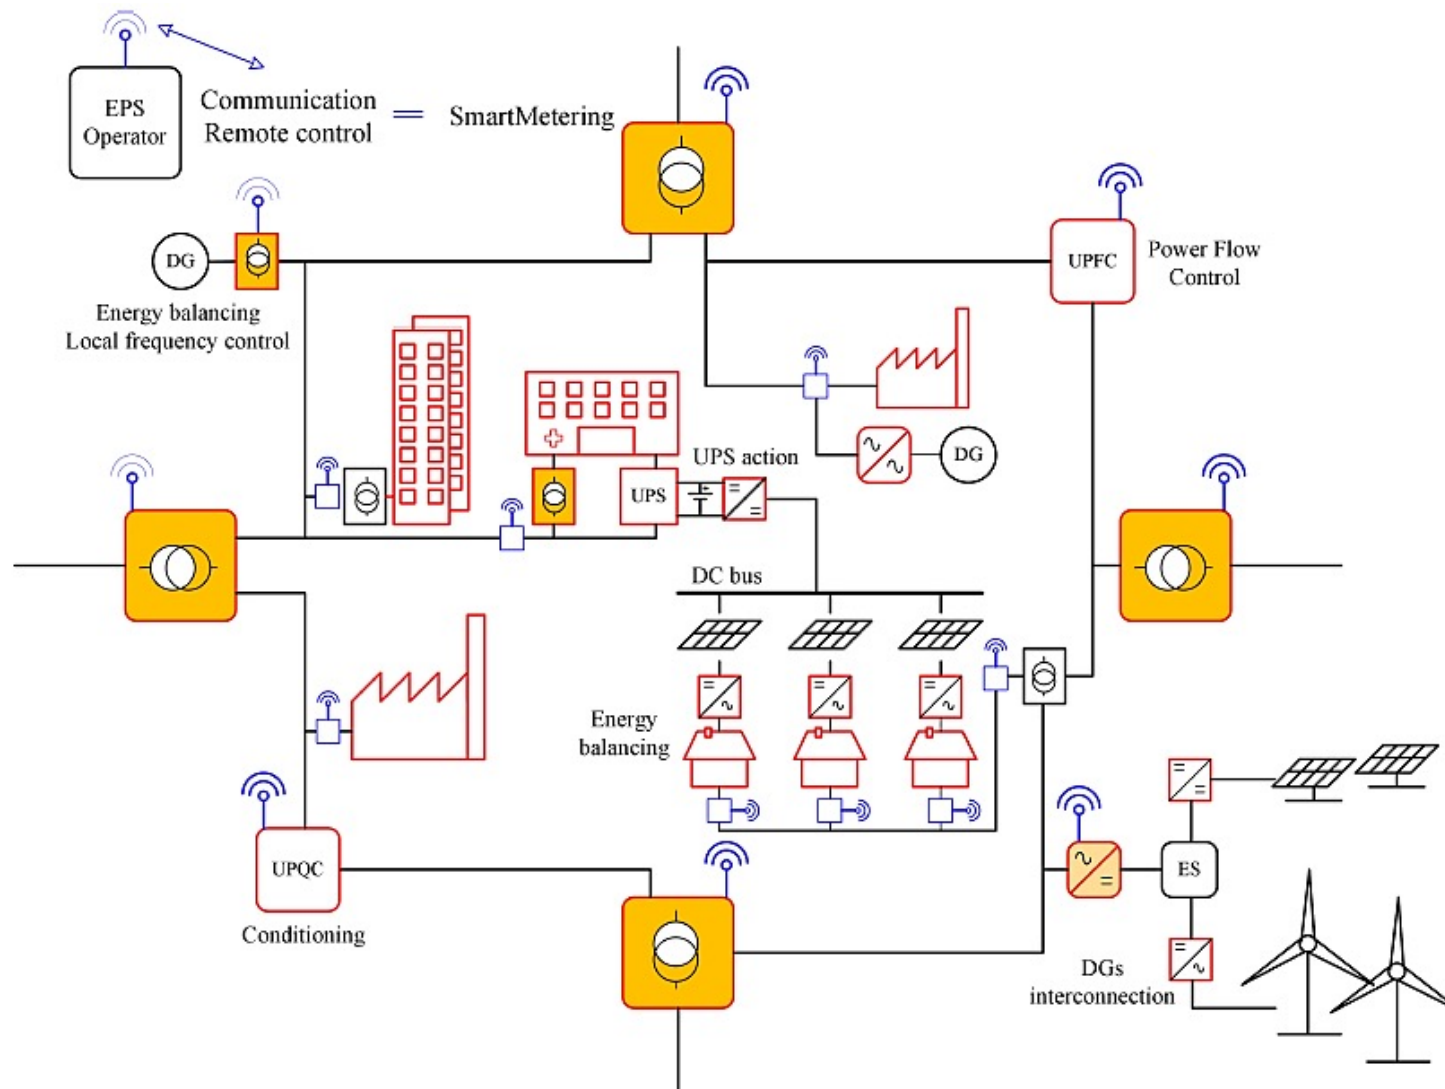 EPS
Operator
Communication
Remote control
=
SmartMetering
DG
Energy balancing
Local frequency control
UPFC
Power Flow
Control
UPS
UPS action
DG
DC bus
Energy
balancing
UPQC
Conditioning
ES
DGs
interconnection